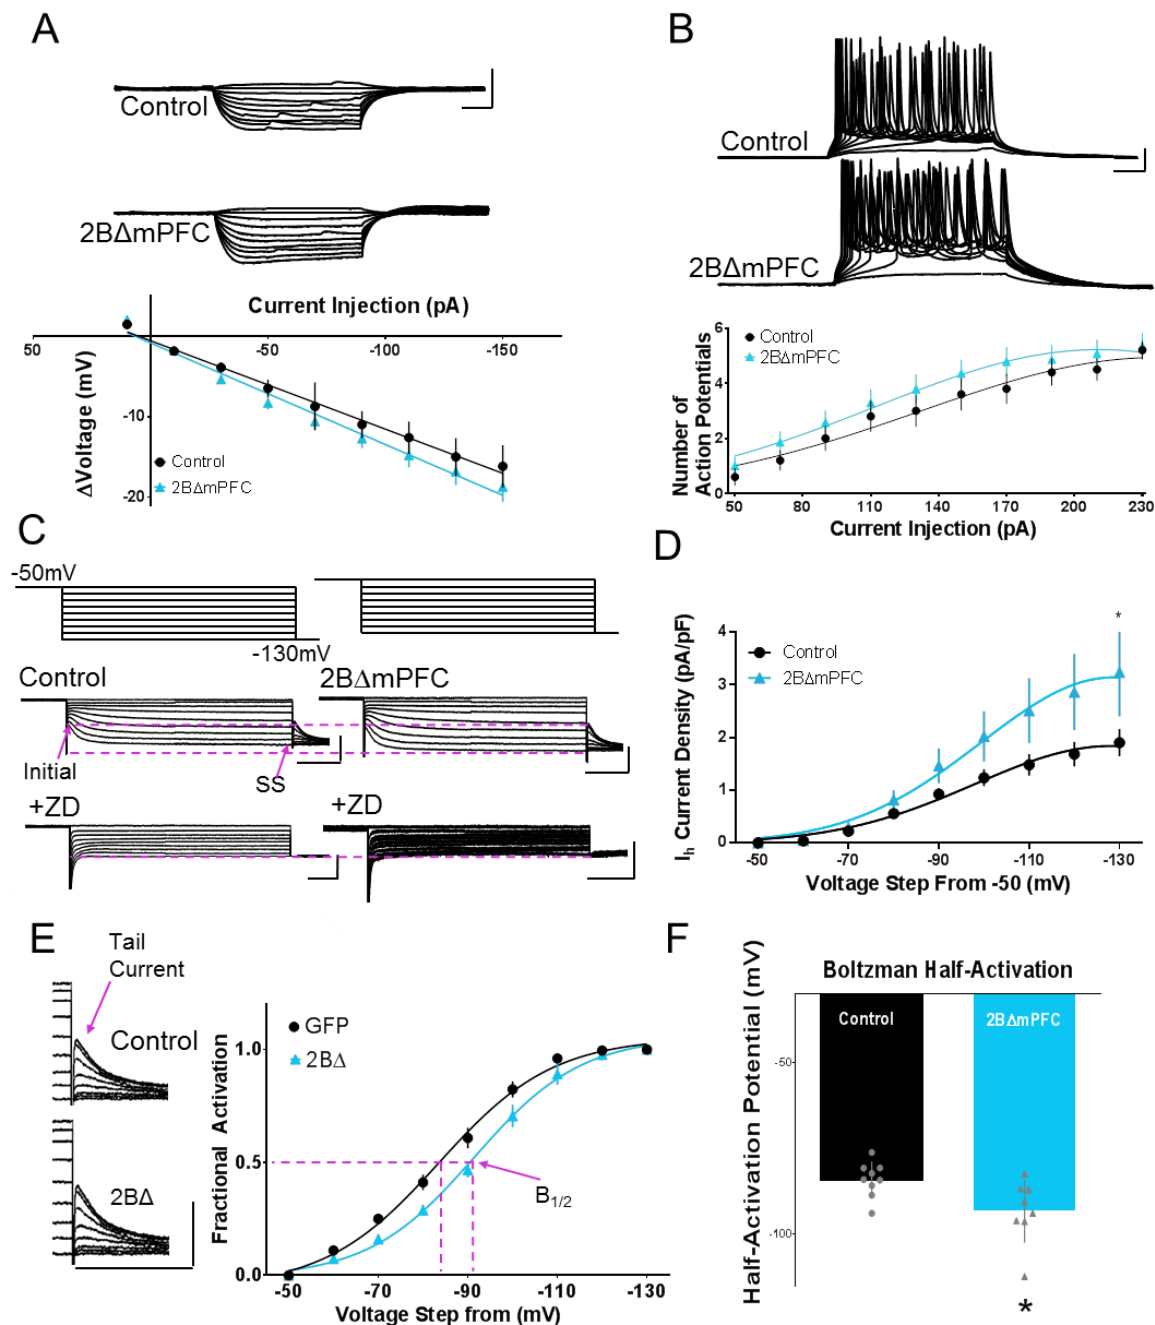 A
Control
2BΔmPFC
Current Injection (pA)
50
-50
-100
-150
-10
-20
ΔVoltage (mV)
Control
2BΔmPFC
B
Control
2BΔmPFC
Control
2BΔmPFC
6
4
2
0
Number of
Action Potentials
50
80
110
140
170
200
230
Current Injection (pA)
C
-50mV
-130mV
Control
2BΔmPFC
Initial
SS
+ZD
+ZD
D
*
Control
2BΔmPFC
4
3
2
1
0
Ih Current Density (pA/pF)
-50
-70
-90
-110
-130
Voltage Step From -50 (mV)
E
Tail
Current
Control
2BΔ
GFP
2BΔ
1.0
0.5
0.0
Fractional Activation
B1/2
-50
-70
-90
-110
-130
Voltage Step from (mV)
F
Boltzman Half-Activation
Control
2BΔmPFC
-50
-100
Half-Activation Potential (mV)
*